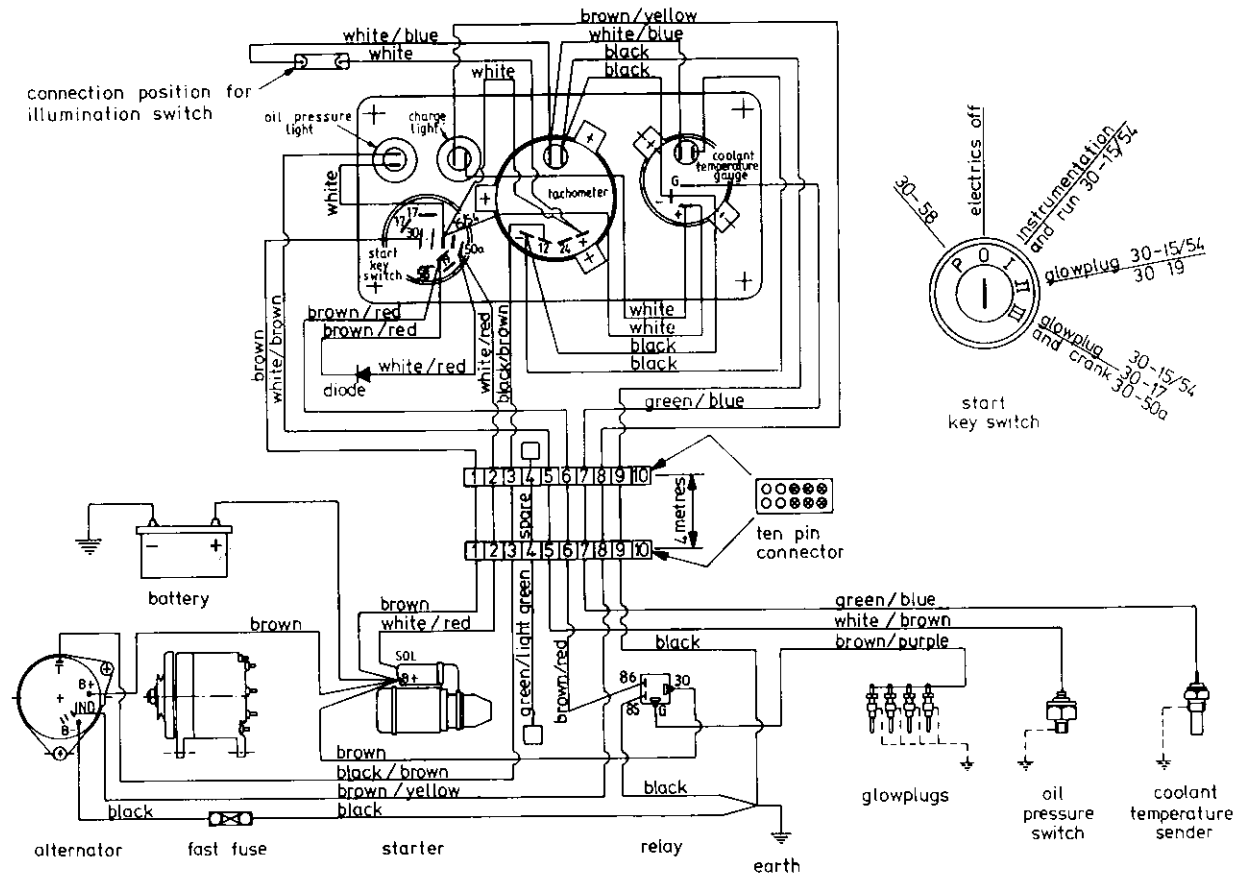 brown/yellow
white/blue
white/blue
white
black
black
white
connection position for
illumination switch
oil pressure
light
charge
light
coolant
temperature
gauge
G
tachometer
white
17
17
30
15/54
50a
19
58
start
key
switch
12
24
+
-
electrics off
30-58
instrumentation
and run 30-15/54
glowplug 30-15/54
30 19
glowplug 30-15/54
and crank 30-17
30-50a
P O I II III
start
key switch
brown/red
brown/red
white/red
diode
brown
white/brown
white/red
black/brown
white
white
black
black
green/blue
1 2 3 4 5 6 7 8 9 10
spare
4 metres
ten pin
connector
1 2 3 4 5 6 7 8 9 10
- +
battery
brown
white/red
brown
green/light green
brown/red
black
green/blue
white/brown
brown/purple
SOL
B+
86
30
85
G
B+
IND
B-
brown
black/brown
brown/yellow
black
black
black
alternator
fast fuse
starter
relay
earth
glowplugs
oil
pressure
switch
coolant
temperature
sender